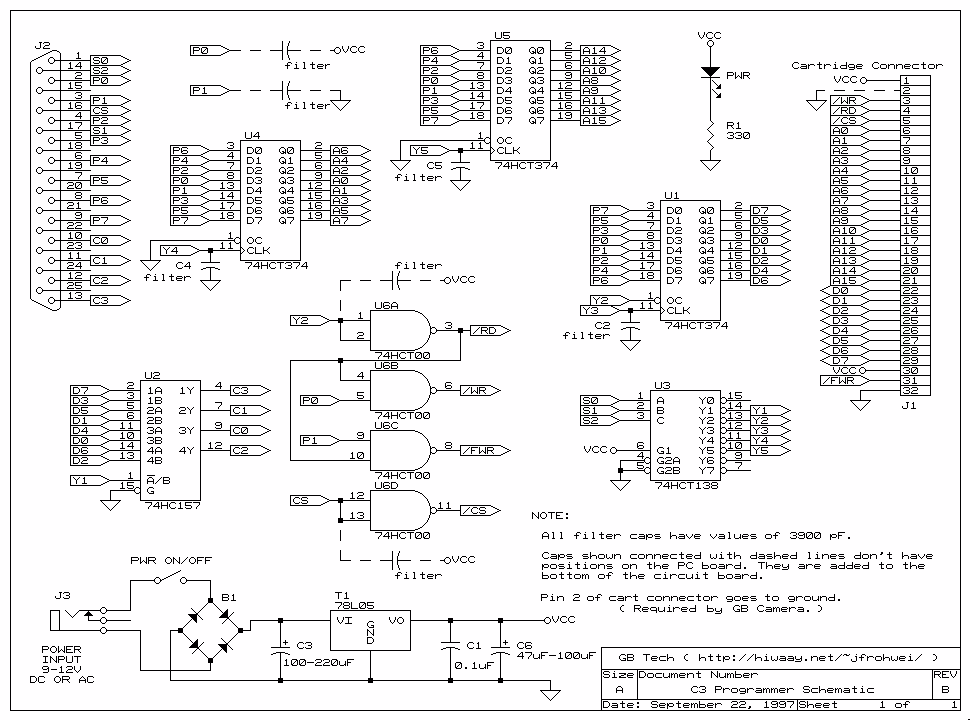 J2
1 S0
14 S2
2 P0
15
3 P1
16 CS
4 P2
17 S1
5 P3
18
6 P4
19
7 P5
20
8 P6
21
9 P7
22
10 C0
23
11 C1
24
12 C2
25
13 C3
P0 VCC
filter
P1
filter
U5
P6 3 D0 Q0 2 A14
P4 4 D1 Q1 5 A12
P2 7 D2 Q2 6 A10
P0 8 D3 Q3 9 A8
P1 13 D4 Q4 12 A9
P3 14 D5 Q5 15 A11
P5 17 D6 Q6 16 A13
P7 18 D7 Q7 19 A15
1 OC
Y5 11 CLK
C5
filter
74HCT374
VCC
PWR
R1
330
Cartridge Connector
VCC 1
2
/WR 3
/RD 4
/CS 5
A0 6
A1 7
A2 8
A3 9
A4 10
A5 11
A6 12
A7 13
A8 14
A9 15
A10 16
A11 17
A12 18
A13 19
A14 20
A15 21
D0 22
D1 23
D2 24
D3 25
D4 26
D5 27
D6 28
D7 29
VCC 30
/FWR 31
32
J1
U4
P6 3 D0 Q0 2 A6
P4 4 D1 Q1 5 A4
P2 7 D2 Q2 6 A2
P0 8 D3 Q3 9 A0
P1 13 D4 Q4 12 A1
P3 14 D5 Q5 15 A3
P5 17 D6 Q6 16 A5
P7 18 D7 Q7 19 A7
1 OC
Y4 11 CLK
C4
filter
74HCT374
U1
P7 3 D0 Q0 2 D7
P5 4 D1 Q1 5 D5
P3 7 D2 Q2 6 D3
P0 8 D3 Q3 9 D0
P1 13 D4 Q4 12 D1
P2 14 D5 Q5 15 D2
P4 17 D6 Q6 16 D4
P6 18 D7 Q7 19 D6
Y2 1 OC
Y3 11 CLK
C2
filter
74HCT374
filter
VCC
U6A
Y2 1 3 /RD
2
74HCT00
U6B
4 6 /WR
P0 5
74HCT00
U6C
P1 9 8 /FWR
10
74HCT00
U6D
CS 12 11 /CS
13
74HCT00
VCC
filter
U2
D7 2 1A 1Y 4 C3
D3 3 1B
D5 5 2A 2Y 7 C1
D1 6 2B
D4 11 3A 3Y 9 C0
D0 10 3B
D6 14 4A 4Y 12 C2
D2 13 4B
Y1 1 A/B
15 G
74HC157
U3
S0 1 A Y0 15
S1 2 B Y1 14 Y1
S2 3 C Y2 13 Y2
Y3 12 Y3
Y4 11 Y4
VCC 6 G1 Y5 10 Y5
4 G2A Y6 9
5 G2B Y7 7
74HCT138
NOTE:
All filter caps have values of 3900 pF.
Caps shown connected with dashed lines don't have
positions on the PC board. They are added to the
bottom of the circuit board.
Pin 2 of cart connector goes to ground.
( Required by GB Camera. )
PWR ON/OFF
J3
B1
POWER
INPUT
9-12V
DC OR AC
T1
78L05
VI VO
GND
VCC
+ C3
100-220uF
C1
0.1uF
+ C6
47uF-100uF
GB Tech ( http://hiwaay.net/~jfrohwei/ )
Size Document Number REV
A C3 Programmer Schematic B
Date: September 22, 1997 Sheet 1 of 1